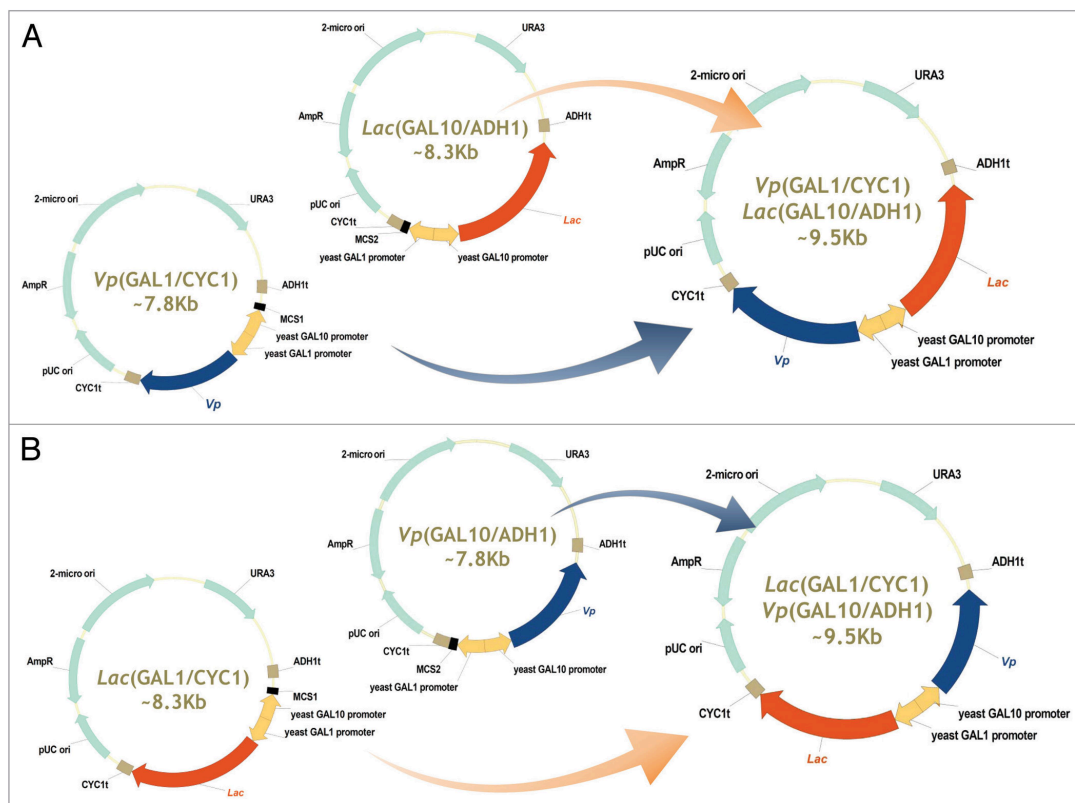 A
2-micro ori
URA3
AmpR
Lac(GAL10/ADH1)
~8.3Kb
ADH1t
pUC ori
CYC1t
MCS2
yeast GAL1 promoter
yeast GAL10 promoter
Lac
2-micro ori
URA3
AmpR
Vp(GAL1/CYC1)
~7.8Kb
ADH1t
MCS1
yeast GAL10 promoter
yeast GAL1 promoter
pUC ori
CYC1t
Vp
2-micro ori
URA3
AmpR
Vp(GAL1/CYC1)
Lac(GAL10/ADH1)
~9.5Kb
ADH1t
pUC ori
CYC1t
Lac
yeast GAL10 promoter
yeast GAL1 promoter
Vp
B
2-micro ori
URA3
AmpR
Vp(GAL10/ADH1)
~7.8Kb
ADH1t
Vp
pUC ori
CYC1t
MCS2
yeast GAL1 promoter
yeast GAL10 promoter
2-micro ori
URA3
AmpR
Lac(GAL1/CYC1)
~8.3Kb
ADH1t
MCS1
yeast GAL10 promoter
yeast GAL1 promoter
pUC ori
CYC1t
Lac
2-micro ori
URA3
AmpR
Lac(GAL1/CYC1)
Vp(GAL10/ADH1)
~9.5Kb
ADH1t
pUC ori
Vp
CYC1t
yeast GAL10 promoter
yeast GAL1 promoter
Lac